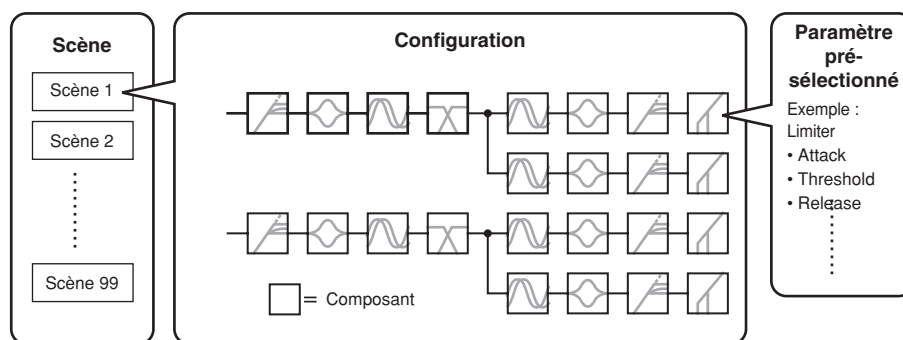 Scène
Scène 1
Scène 2
Scène 99
Configuration
= Composant
Paramètre
pré-
sélectionné
Exemple :
Limiter
• Attack
• Threshold
• Release